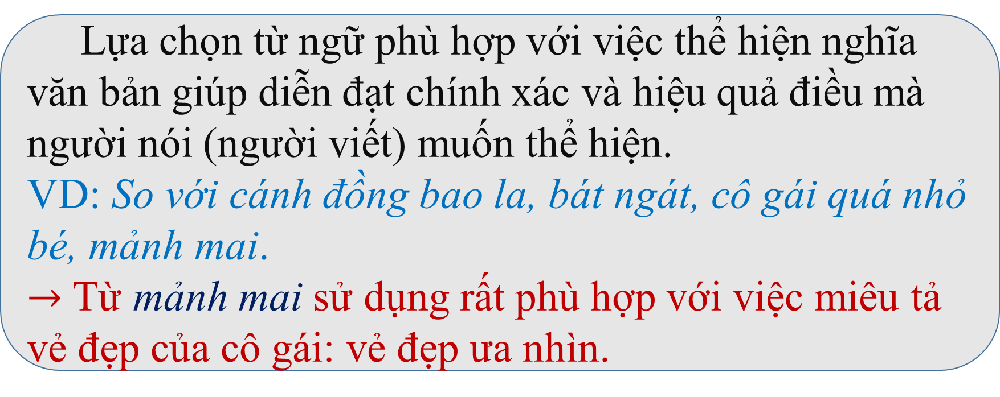 Lựa chọn từ ngữ phù hợp với việc thể hiện nghĩa
văn bản giúp diễn đạt chính xác và hiệu quả điều mà
người nói (người viết) muốn thể hiện.
VD: So với cánh đồng bao la, bát ngát, cô gái quá nhỏ
bé, mảnh mai.
→ Từ mảnh mai sử dụng rất phù hợp với việc miêu tả
vẻ đẹp của cô gái: vẻ đẹp ưa nhìn.